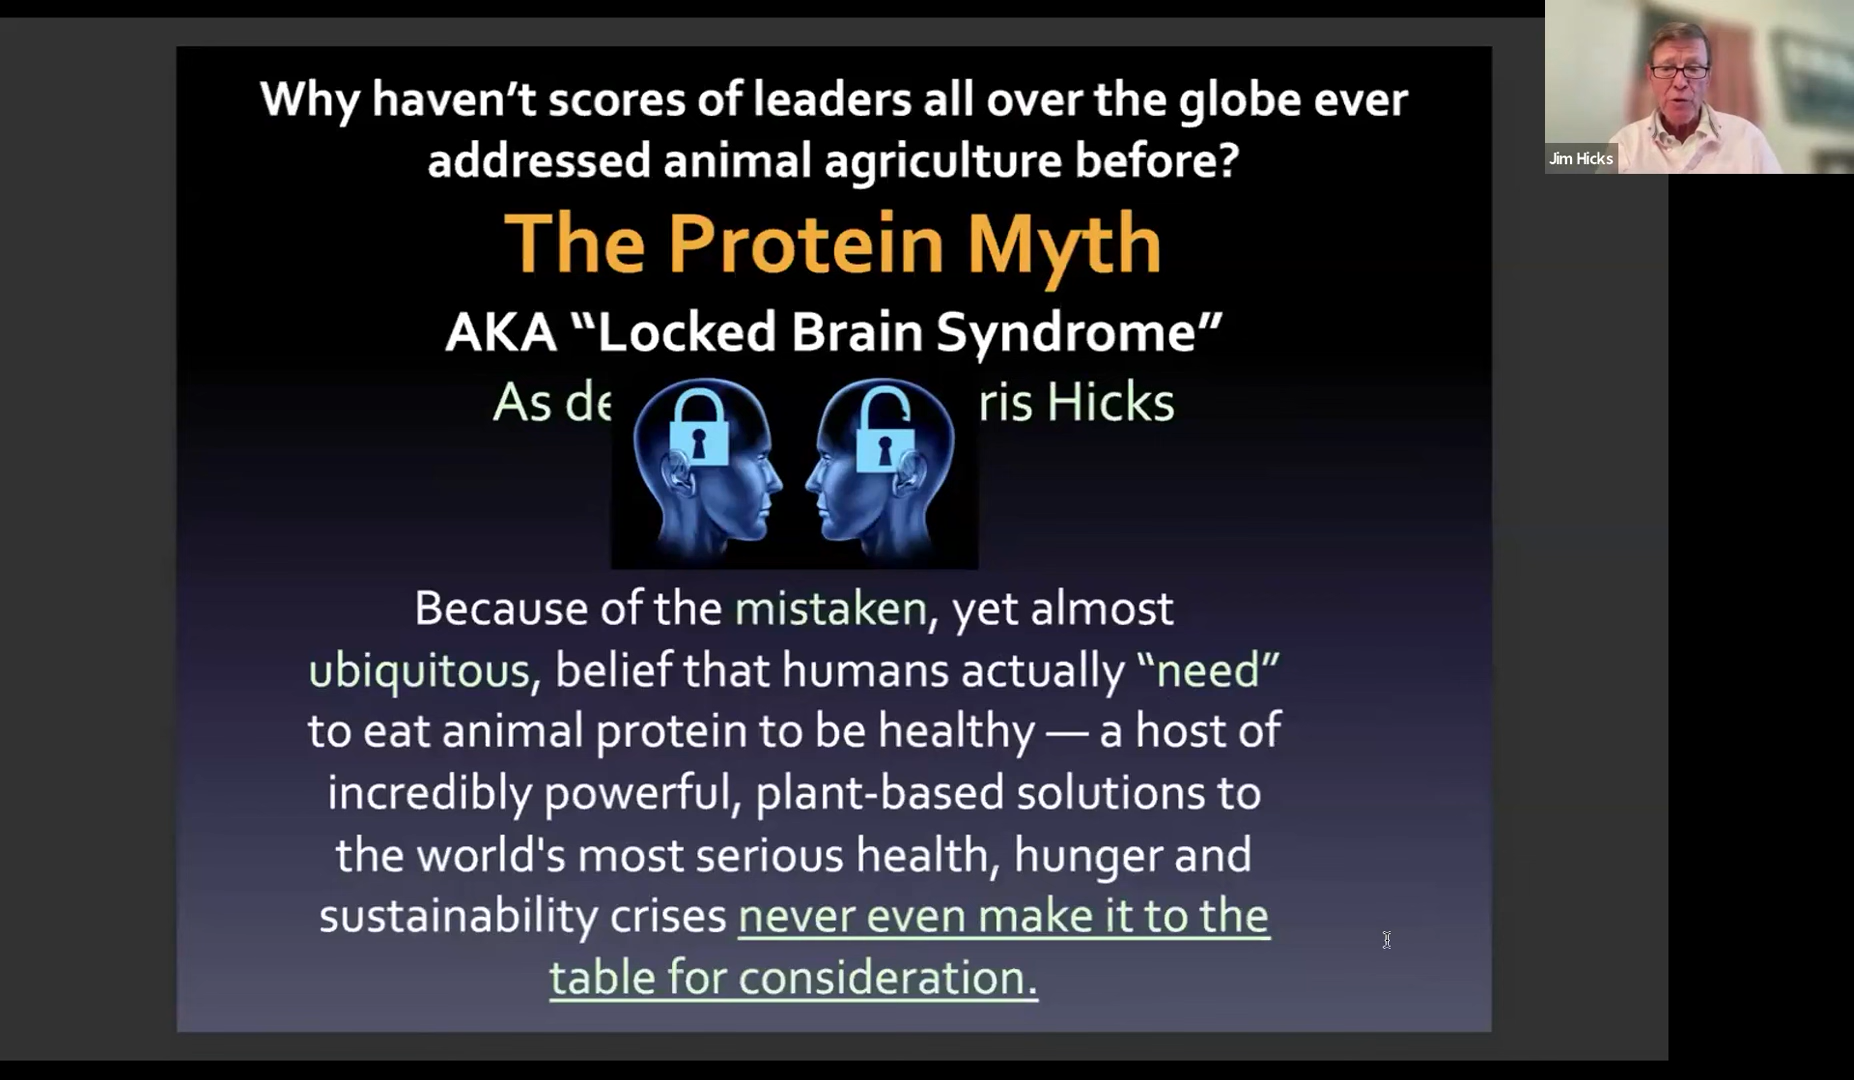 Why haven’t scores of leaders all over the globe ever
addressed animal agriculture before?
The Protein Myth
AKA “Locked Brain Syndrome”
As de ris Hicks
Because of the mistaken, yet almost
ubiquitous, belief that humans actually “need”
to eat animal protein to be healthy — a host of
incredibly powerful, plant-based solutions to
the world's most serious health, hunger and
sustainability crises never even make it to the
table for consideration.
Jim Hicks